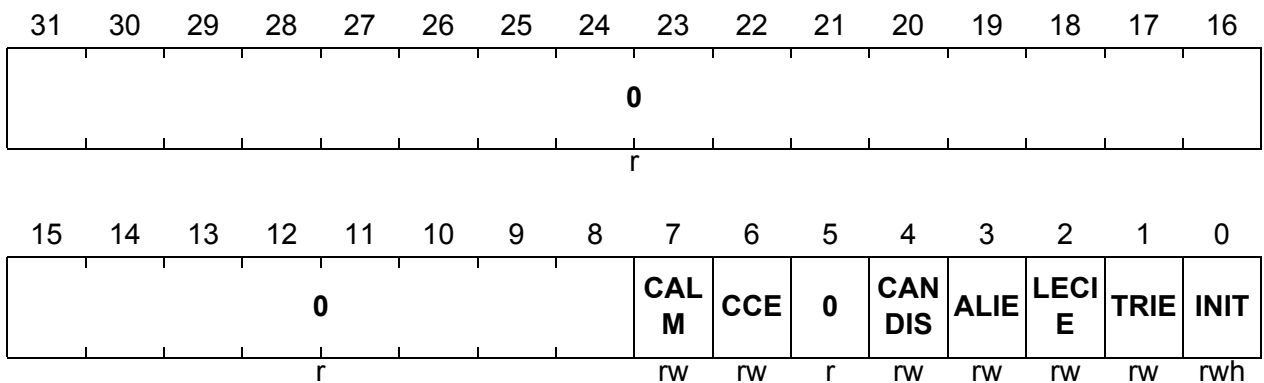 31 30 29 28 27 26 25 24 23 22 21 20 19 18 17 16
0
r
15 14 13 12 11 10 9 8 7 6 5 4 3 2 1 0
0 CAL M CCE 0 CAN DIS ALIE LECI E TRIE INIT
r rw rw r rw rw rw rw rwh